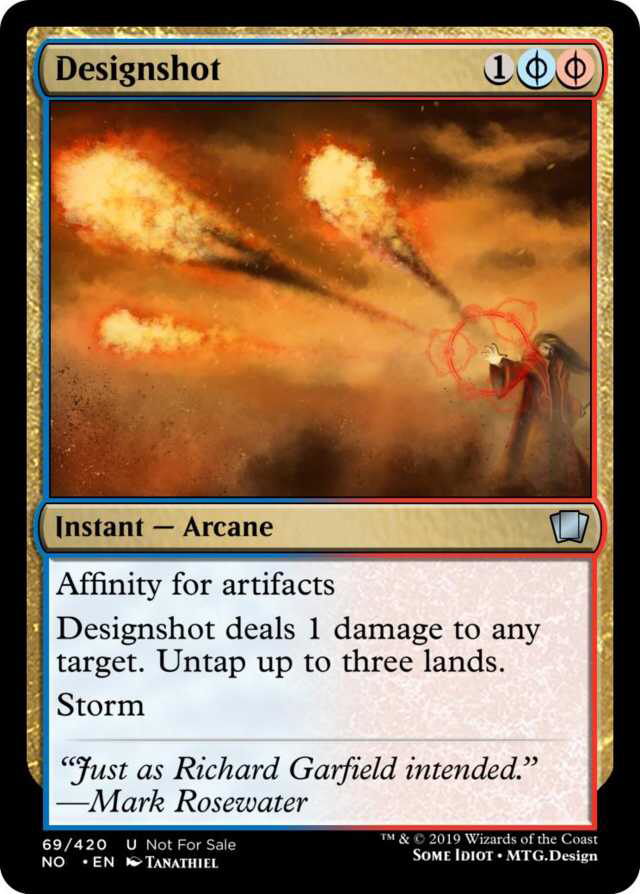 Designshot 1
Instant — Arcane
Affinity for artifacts
Designshot deals 1 damage to any
target. Untap up to three lands.
Storm
“Just as Richard Garfield intended.”
—Mark Rosewater
69/420 U Not For Sale ™ & © 2019 Wizards of the Coast
NO • EN Tanathiel Some Idiot • MTG.Design